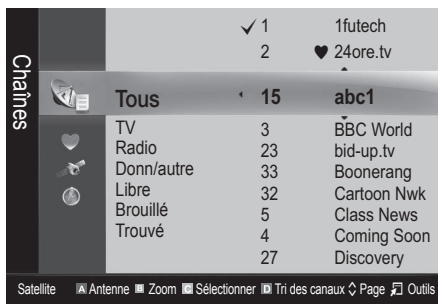 Chaînes
✓ 1 1futech
2 ♥ 24ore.tv
Tous 15 abc1
TV 3 BBC World
Radio 23 bid-up.tv
Donn/autre 33 Boonerang
Libre 32 Cartoon Nwk
Brouillé 5 Class News
Trouvé 4 Coming Soon
27 Discovery
Satellite A Antenne B Zoom C Sélectionner D Tri des canaux Page Outils